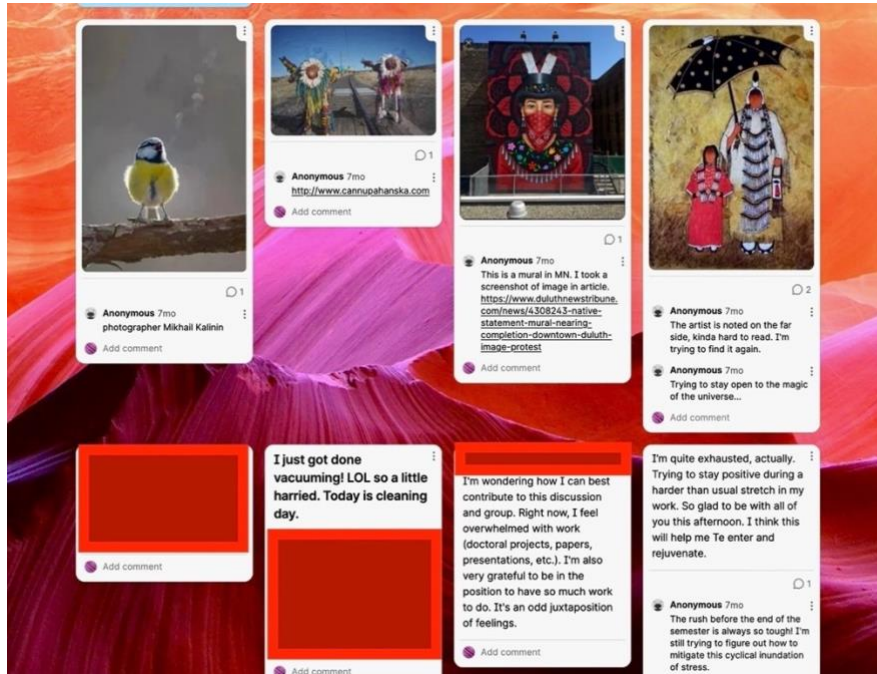 1
Anonymous 7mo
photographer Mikhail Kalinin
Add comment
1
Anonymous 7mo
http://www.cannupahanska.com
Add comment
1
Anonymous 7mo
This is a mural in MN. I took a
screenshot of image in article.
https://www.duluthnewstribune.
com/news/4308243-native-
statement-mural-nearing-
completion-downtown-duluth-
image-protest
Add comment
2
Anonymous 7mo
The artist is noted on the far
side, kinda hard to read. I'm
trying to find it again.
Anonymous 7mo
Trying to stay open to the magic
of the universe...
Add comment
Add comment
I just got done
vacuuming! LOL so a little
harried. Today is cleaning
day.
Add comment
I'm wondering how I can best
contribute to this discussion
and group. Right now, I feel
overwhelmed with work
(doctoral projects, papers,
presentations, etc.). I'm also
very grateful to be in the
position to have so much work
to do. It's an odd juxtaposition
of feelings.
Add comment
I'm quite exhausted, actually.
Trying to stay positive during a
harder than usual stretch in my
work. So glad to be with all of
you this afternoon. I think this
will help me Te enter and
rejuvenate.
1
Anonymous 7mo
The rush before the end of the
semester is always so tough! I'm
still trying to figure out how to
mitigate this cyclical inundation
of stress.